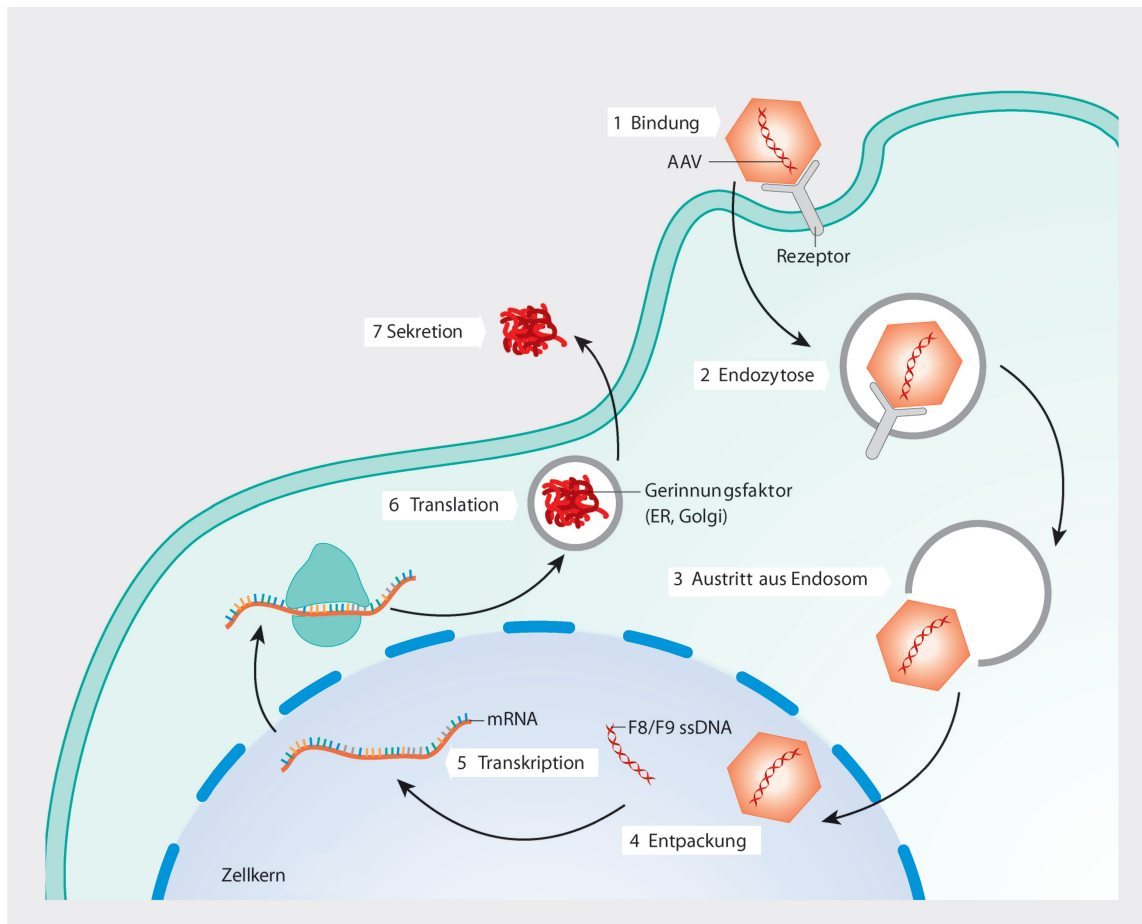 1 Bindung
AAV
Rezeptor
7 Sekretion
2 Endozytose
6 Translation
Gerinnungsfaktor
(ER, Golgi)
3 Austritt aus Endosom
mRNA
F8/F9 ssDNA
5 Transkription
4 Entpackung
Zellkern